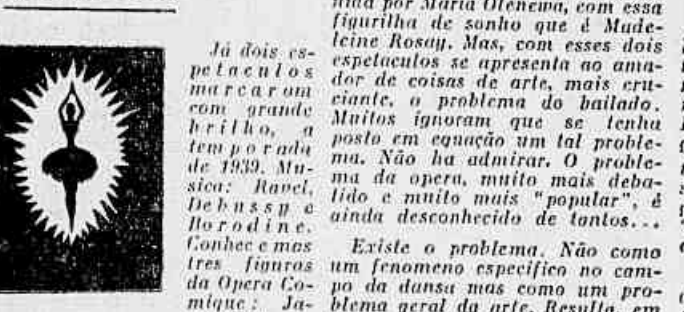 Já dois es-
petaculos
marcaram
com grande
brilho, a
temporada
de 1939. Mu-
sica: Ravel,
Debussy e
Borodine.
Conhecemos
tres figuras
da Opera Co-
mique: Ja-
por Maria Olenewa, com essa
figurilha de sonho que é Made-
leine Rosay. Mas, com esses dois
espetaculos se apresenta ao ama-
dor de coisas de arte, mais cru-
ciante, o problema do bailado.
Muitos ignoram que se tenha
posto em equação um tal proble-
ma. Não ha admirar. O proble-
ma da opera, muito mais deba-
tido e muito mais "popular", é
ainda desconhecido de tantos...
Existe o problema. Não como
um fenomeno especifico no cam-
po da dansa mas como um pro-
blema geral da arte. Resulta, em